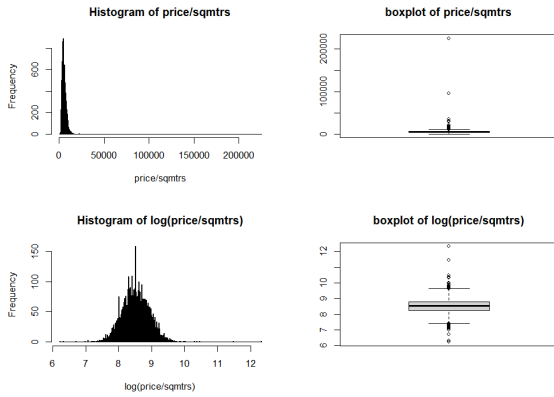 Histogram of price/sqmtrs
Frequency
0 200 600
0 50000 100000 150000 200000
price/sqmtrs
boxplot of price/sqmtrs
0 100000 200000
Histogram of log(price/sqmtrs)
Frequency
0 50 100 150
6 7 8 9 10 11 12
log(price/sqmtrs)
boxplot of log(price/sqmtrs)
6 7 8 9 10 11 12